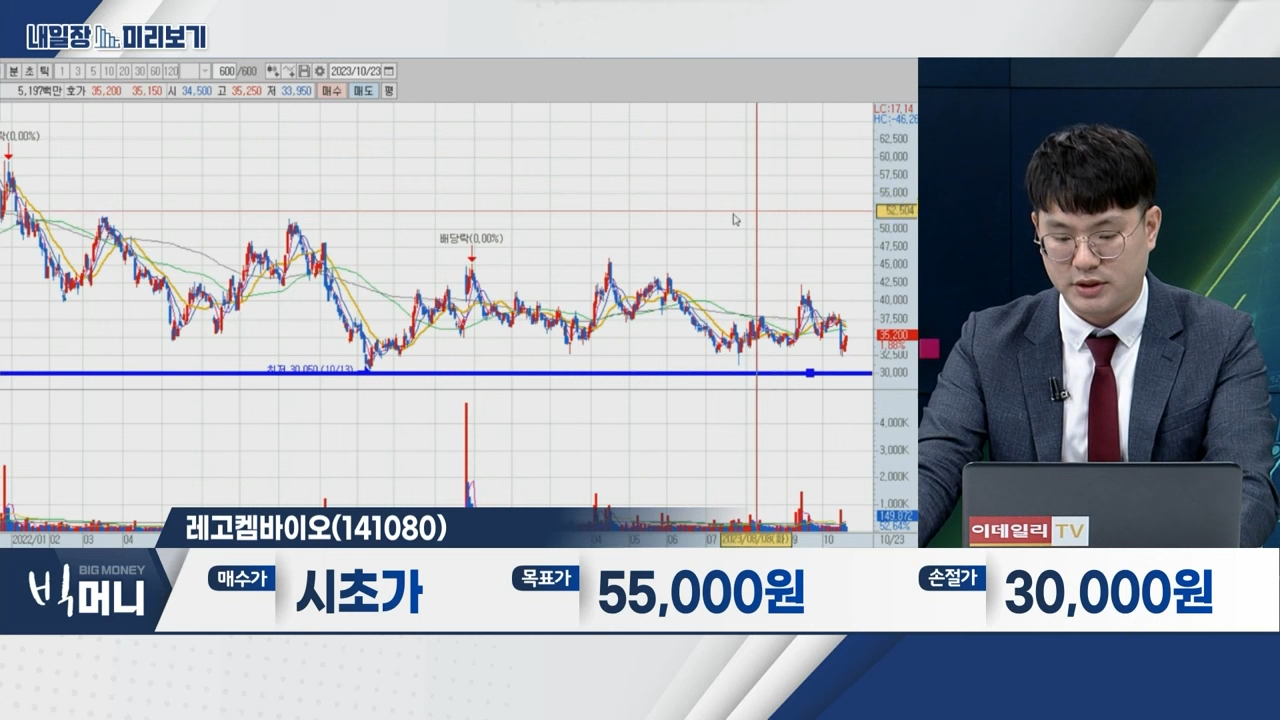 내일장 미리보기
분 초 틱 1 3 5 10 20 30 60 120 600 /600 2023/10/23
5,197백만 호가 35,200 35,150 시 34,500 고 35,250 저 33,950 매수 매도 평
락(0,00%)
LC:17,14
HC:-46,26
62,500
60,000
57,500
55,000
52,504
50,000
47,500
45,000
42,500
40,000
37,500
35,200
1,88%
32,500
30,000
배당락(0,00%)
최저 30,050 (10/13)
4,000K
3,000K
2,000K
1,000K
149,872
52,64%
2022/01 02 03 04 04 05 06 07 2023/08/08(화) 9 10 10/23
레고켐바이오(141080)
이데일리 TV
BIG MONEY
빅머니
매수가 시초가 목표가 55,000원 손절가 30,000원